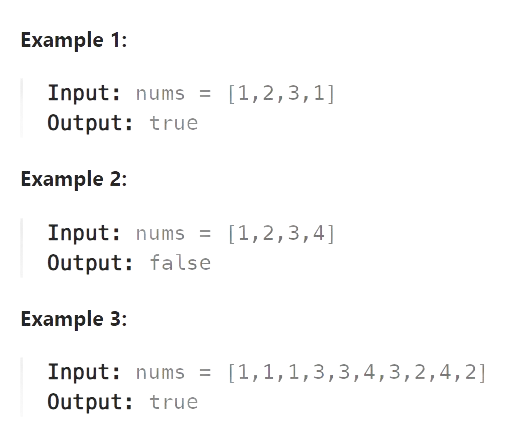 Example 1:
Input: nums = [1,2,3,1]
Output: true
Example 2:
Input: nums = [1,2,3,4]
Output: false
Example 3:
Input: nums = [1,1,1,3,3,4,3,2,4,2]
Output: true